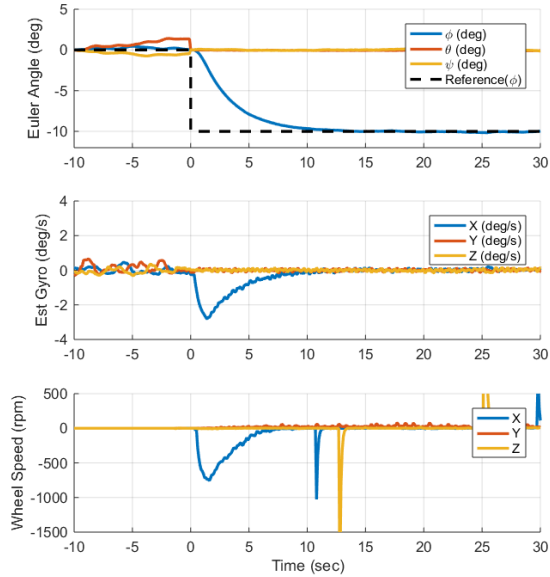 Euler Angle (deg)
5
0
-5
-10
ϕ (deg)
θ (deg)
ψ (deg)
Reference(ϕ)
-10 -5 0 5 10 15 20 25 30
Est Gyro (deg/s)
4
2
0
-2
-4
X (deg/s)
Y (deg/s)
Z (deg/s)
-10 -5 0 5 10 15 20 25 30
Wheel Speed (rpm)
500
0
-500
-1000
-1500
X
Y
Z
-10 -5 0 5 10 15 20 25 30
Time (sec)